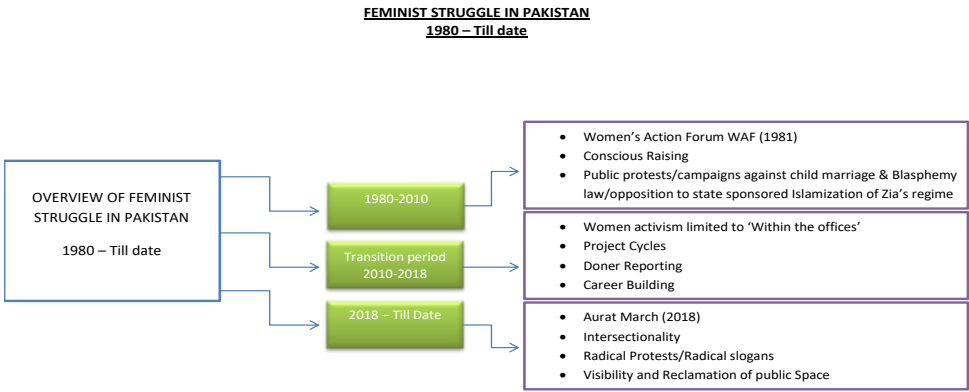 FEMINIST STRUGGLE IN PAKISTAN
1980 – Till date
OVERVIEW OF FEMINIST
STRUGGLE IN PAKISTAN
1980 – Till date
1980-2010
• Women’s Action Forum WAF (1981)
• Conscious Raising
• Public protests/campaigns against child marriage & Blasphemy
law/opposition to state sponsored Islamization of Zia’s regime
Transition period
2010-2018
• Women activism limited to ‘Within the offices’
• Project Cycles
• Doner Reporting
• Career Building
2018 – Till Date
• Aurat March (2018)
• Intersectionality
• Radical Protests/Radical slogans
• Visibility and Reclamation of public Space